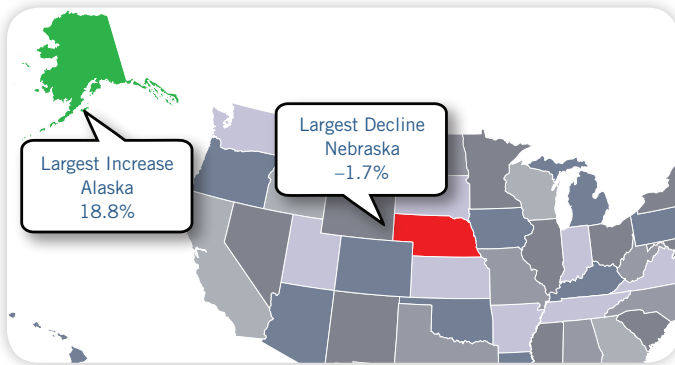 Largest Increase
Alaska
18.8%
Largest Decline
Nebraska
–1.7%